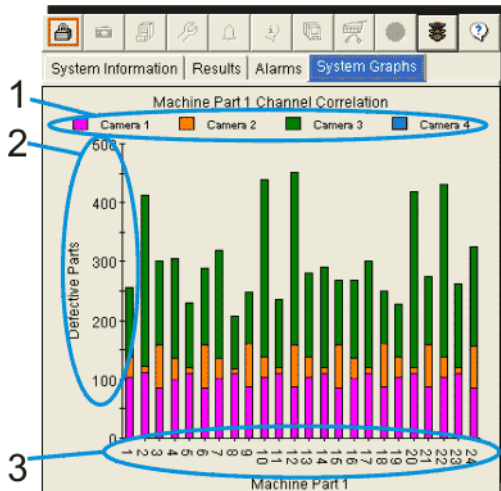 System Information Results Alarms System Graphs
1
Machine Part 1 Channel Correlation
Camera 1 Camera 2 Camera 3 Camera 4
2
500
400
300
200
100
0
Defective Parts
1 2 3 4 5 6 7 8 9 10 11 12 13 14 15 16 17 18 19 20 21 22 23 24
3
Machine Part 1